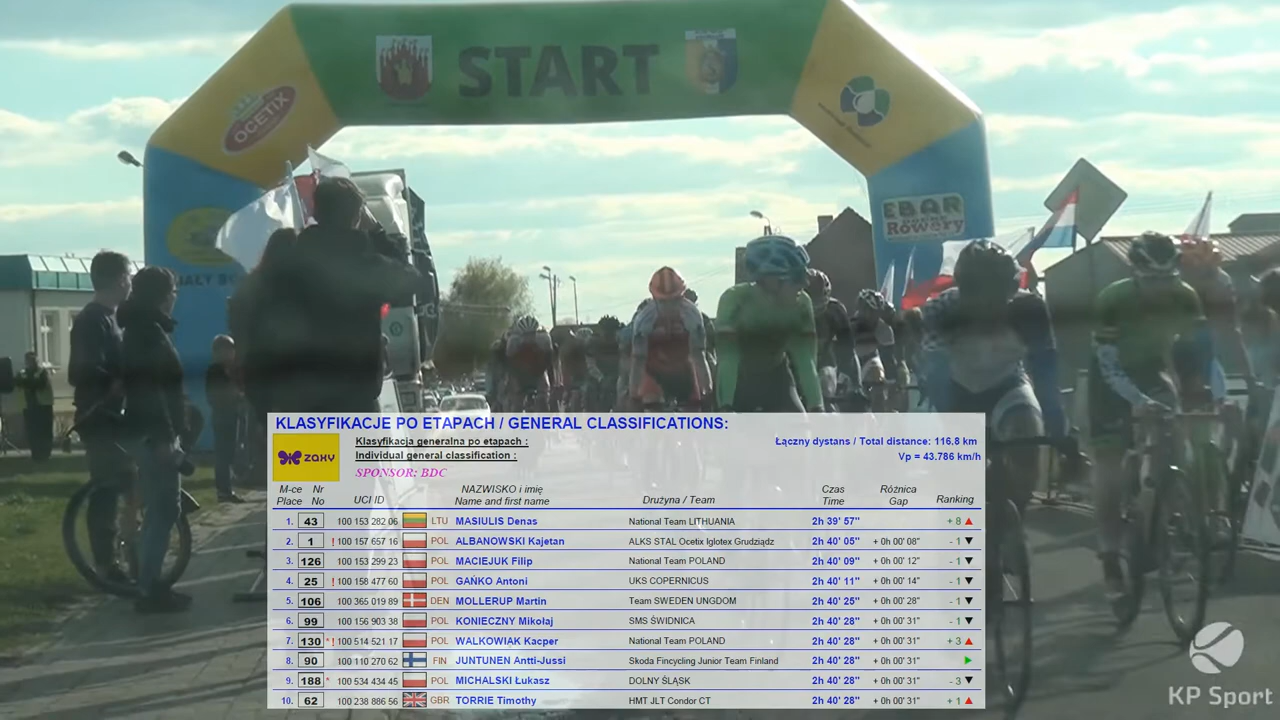 START
OCETIX
EBAR
Rowery
KLASYFIKACJE PO ETAPACH / GENERAL CLASSIFICATIONS:
zaxy
Klasyfikacja generalna po etapach :
Individual general classification :
SPONSOR: BDC
Łączny dystans / Total distance: 116,8 km
Vp = 43.786 km/h
M-ce Nr UCI ID NAZWISKO i imię Drużyna / Team Czas Różnica Ranking
Place No Name and first name Time Gap
1. 43 100 153 282 06 LTU MASIULIS Denas National Team LITHUANIA 2h 39' 57" + 8
2. 1 ! 100 157 657 16 POL ALBANOWSKI Kajetan ALKS STAL Ocetix Iglotex Grudziądz 2h 40' 05" + 0h 00' 08" - 1
3. 126 100 153 299 23 POL MACIEJUK Filip National Team POLAND 2h 40' 09" + 0h 00' 12" - 1
4. 25 ! 100 158 477 60 POL GAŃKO Antoni UKS COPERNICUS 2h 40' 11" + 0h 00' 14" - 1
5. 106 100 365 019 89 DEN MOLLERUP Martin Team SWEDEN UNGDOM 2h 40' 25" + 0h 00' 28" - 1
6. 99 100 156 903 38 POL KONIECZNY Mikołaj SMS ŚWIDNICA 2h 40' 28" + 0h 00' 31" - 1
7. 130 * ! 100 514 521 17 POL WALKOWIAK Kacper National Team POLAND 2h 40' 28" + 0h 00' 31" + 3
8. 90 100 110 270 62 FIN JUNTUNEN Antti-Jussi Skoda Fincycling Junior Team Finland 2h 40' 28" + 0h 00' 31"
9. 188 * 100 534 434 45 POL MICHALSKI Łukasz DOLNY ŚLĄSK 2h 40' 28" + 0h 00' 31" - 3
10. 62 100 238 886 56 GBR TORRIE Timothy HMT JLT Condor CT 2h 40' 28" + 0h 00' 31" + 1
KP Sport